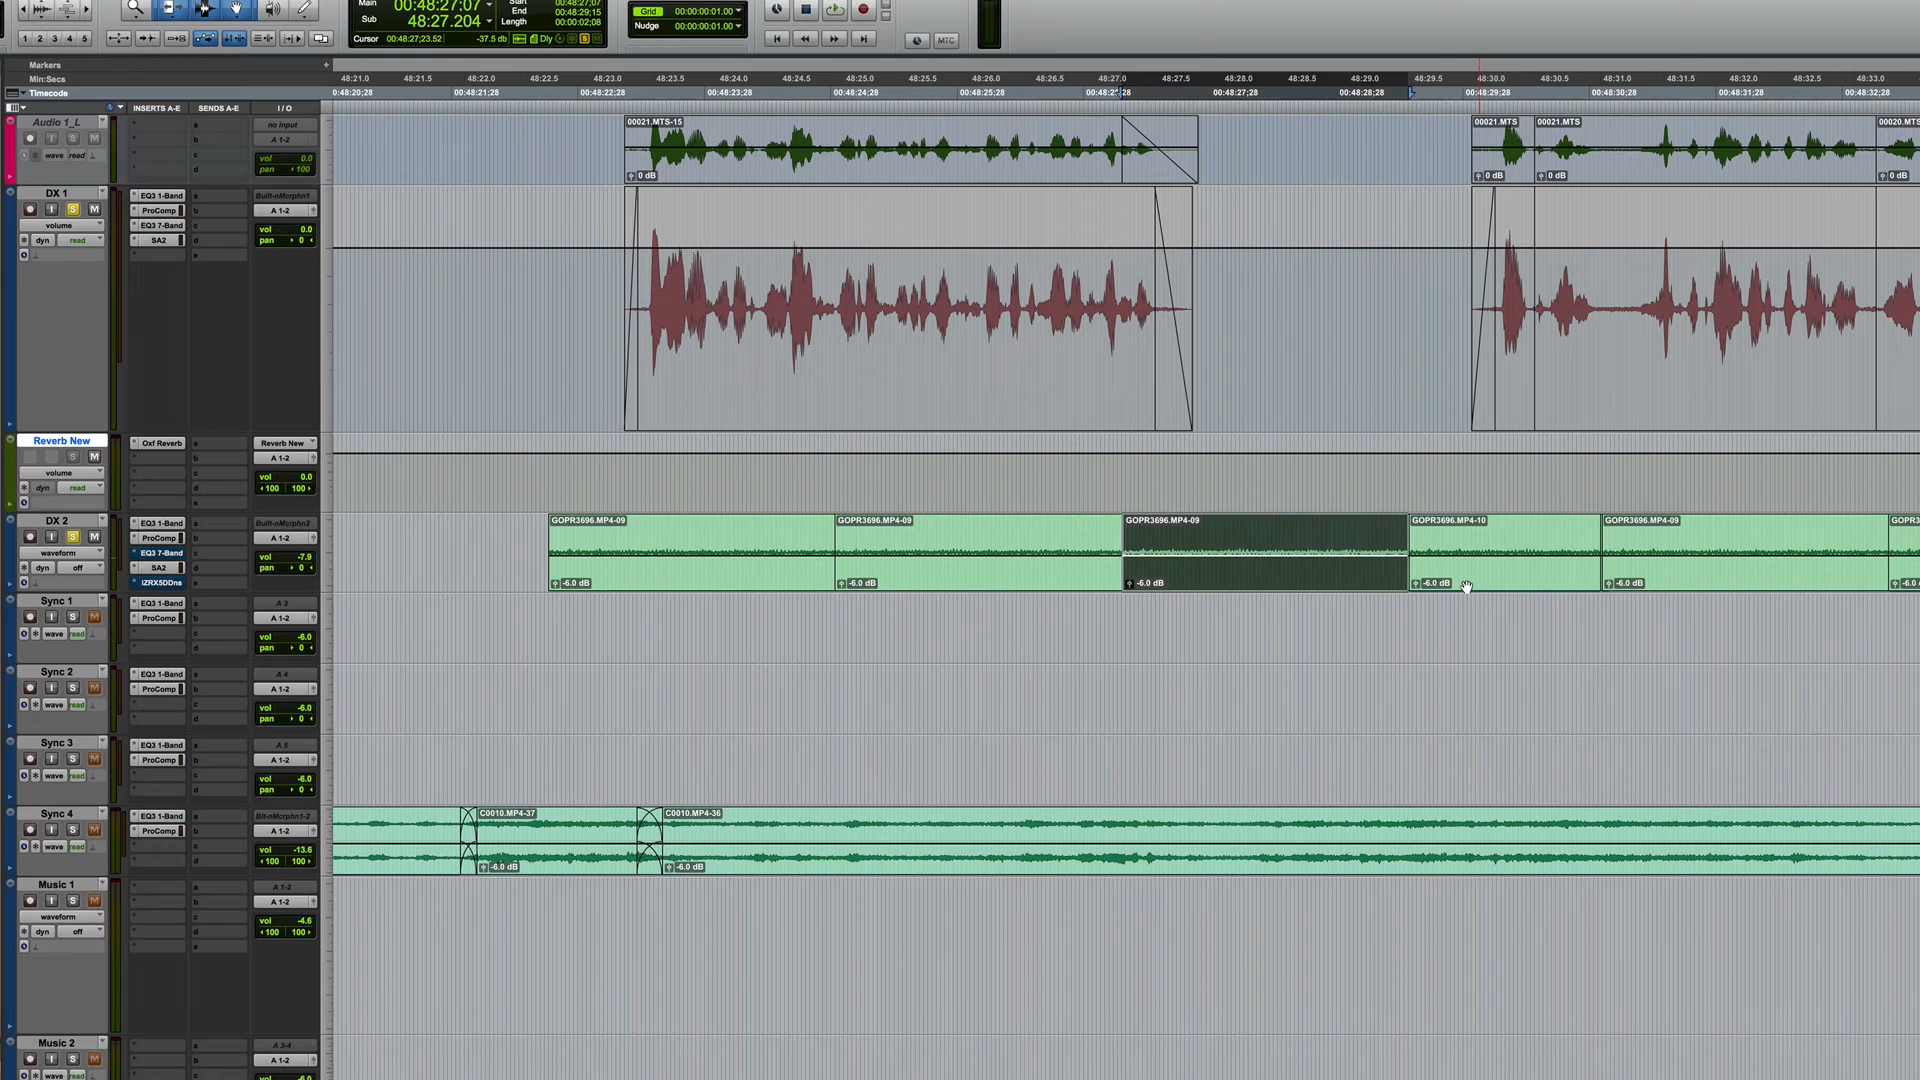 Main 00:48:27:07
Sub 48:27.204
Start 00:48:27:07
End 00:48:29:15
Length 00:00:02;08
Cursor 00:48:27;23.52 -37.5 db Dly S M
Grid 00:00:00:01.00
Nudge 00:00:00:01.00
1 2 3 4 5
MTC
Markers
Min:Secs 48:21.0 48:21.5 48:22.0 48:22.5 48:23.0 48:23.5 48:24.0 48:24.5 48:25.0 48:25.5 48:26.0 48:26.5 48:27.0 48:27.5 48:28.0 48:28.5 48:29.0 48:29.5 48:30.0 48:30.5 48:31.0 48:31.5 48:32.0 48:32.5 48:33.0
Timecode 0:48:20;28 00:48:21;28 00:48:22;28 00:48:23;28 00:48:24;28 00:48:25;28 00:48:27;28 00:48:28;28 00:48:29;28 00:48:30;28 00:48:31;28 00:48:32;28
INSERTS A-E SENDS A-E I / O
Audio 1_L a no input
I S M b A 1-2
wave read c vol 0.0
d pan 100
00021.MTS-15 00021.MTS 00021.MTS 00020.MTS
0 dB 0 dB 0 dB 0 dB
DX 1 EQ3 1-Band a Built-nMcrphn1
I S M ProComp b A 1-2
volume EQ3 7-Band c vol 0.0
dyn read SA2 d pan 0
e
Reverb New Oxf Reverb a Reverb New
S M b A 1-2
volume c vol 0.0
dyn read d 100 100
e
DX 2 EQ3 1-Band a Built-nMcrphn2
I S M ProComp b A 1-2
waveform EQ3 7-Band c vol -7.9
dyn off SA2 d pan 0
iZRX5DDns e
GOPR3696.MP4-09 GOPR3696.MP4-09 GOPR3696.MP4-09 GOPR3696.MP4-10 GOPR3696.MP4-09 GOPR3
-6.0 dB -6.0 dB -6.0 dB -6.0 dB -6.0 dB -6.0
Sync 1 EQ3 1-Band a A 3
I S M ProComp b A 1-2
wave read c vol -6.0
d pan 0
Sync 2 EQ3 1-Band a A 4
I S M ProComp b A 1-2
wave read c vol -6.0
d pan 0
Sync 3 EQ3 1-Band a A 5
I S M ProComp b A 1-2
wave read c vol -6.0
d pan 0
Sync 4 EQ3 1-Band a Blt-nMcrphn1-2
I S M ProComp b A 1-2
wave read c vol -13.6
d 100 100
C0010.MP4-37 C0010.MP4-36
-6.0 dB -6.0 dB
Music 1 a A 1-2
I S M b A 1-2
waveform c vol -4.6
dyn off d 100 100
e
Music 2 a A 3-4
I S M b A 1-2
wave read vol -6.0